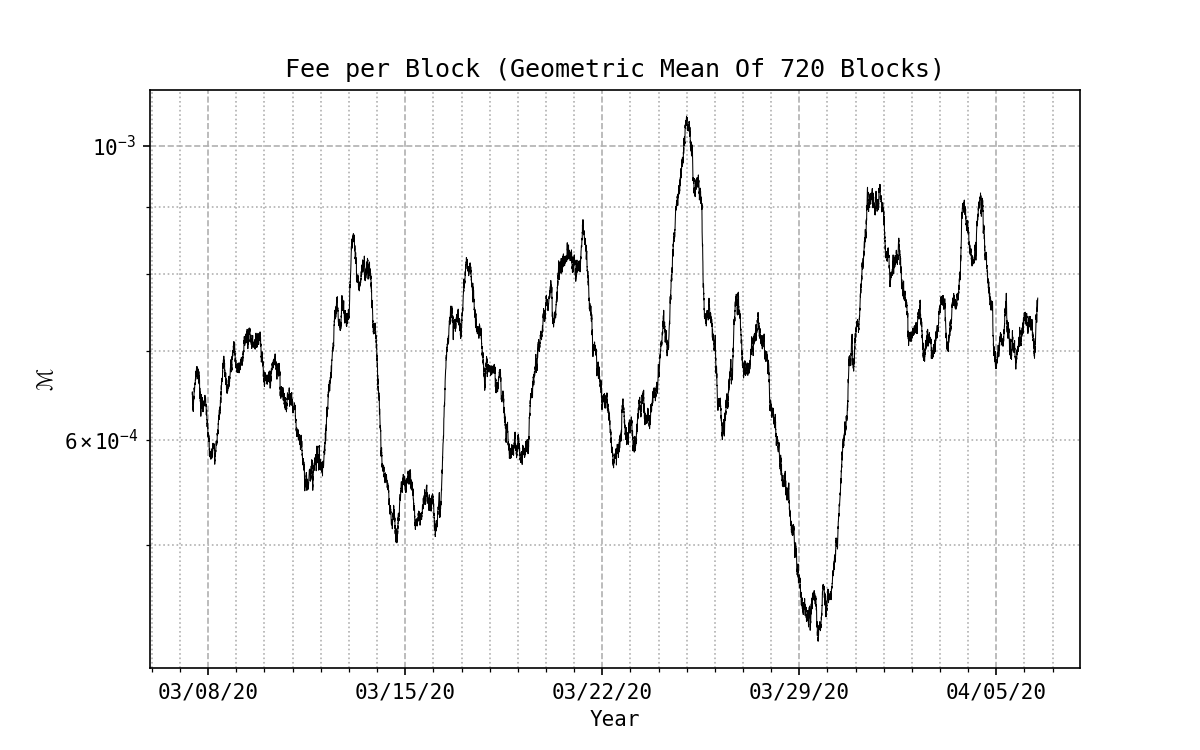 Fee per Block (Geometric Mean Of 720 Blocks)
10⁻³
6×10⁻⁴
ℳ
03/08/20 03/15/20 03/22/20 03/29/20 04/05/20
Year